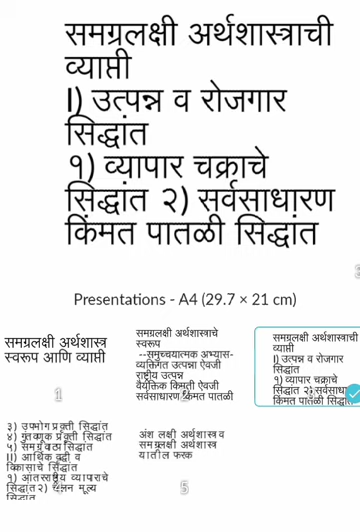 समग्रलक्षी अर्थशास्त्राची
व्याप्ती
I) उत्पन्न व रोजगार
सिद्धांत
१) व्यापार चक्राचे
सिद्धांत २) सर्वसाधारण
किंमत पातळी सिद्धांत
Presentations - A4 (29.7 × 21 cm)
समग्रलक्षी अर्थशास्त्र
स्वरूप आणि व्याप्ती
1
समग्रलक्षी अर्थशास्त्राचे
स्वरूप
--समुच्चयात्मक अभ्यास-
व्यक्तिगत उत्पन्ना ऐवजी
राष्ट्रीय उत्पन्न
वैयक्तिक किमती ऐवजी
सर्वसाधारण किंमत पातळी
समग्रलक्षी अर्थशास्त्राची
व्याप्ती
I) उत्पन्न व रोजगार
सिद्धांत
१) व्यापार चक्राचे
सिद्धांत २)
किंमत पातळी
३) उपभोग प्रवृत्ती सिद्धांत
४) गुंतवणूक प्रवृत्ती सिद्धांत
५) समग्र वाटप सिद्धांत
II) आर्थिक वृद्धी व
विकासाचे सिद्धांत
१) आंतरराष्ट्रीय व्यापाराचे
सिद्धांत २) चलन मूल्य
सिद्धांत
अंश लक्षी अर्थशास्त्र व
समग्रलक्षी अर्थशास्त्र
यातील फरक
5